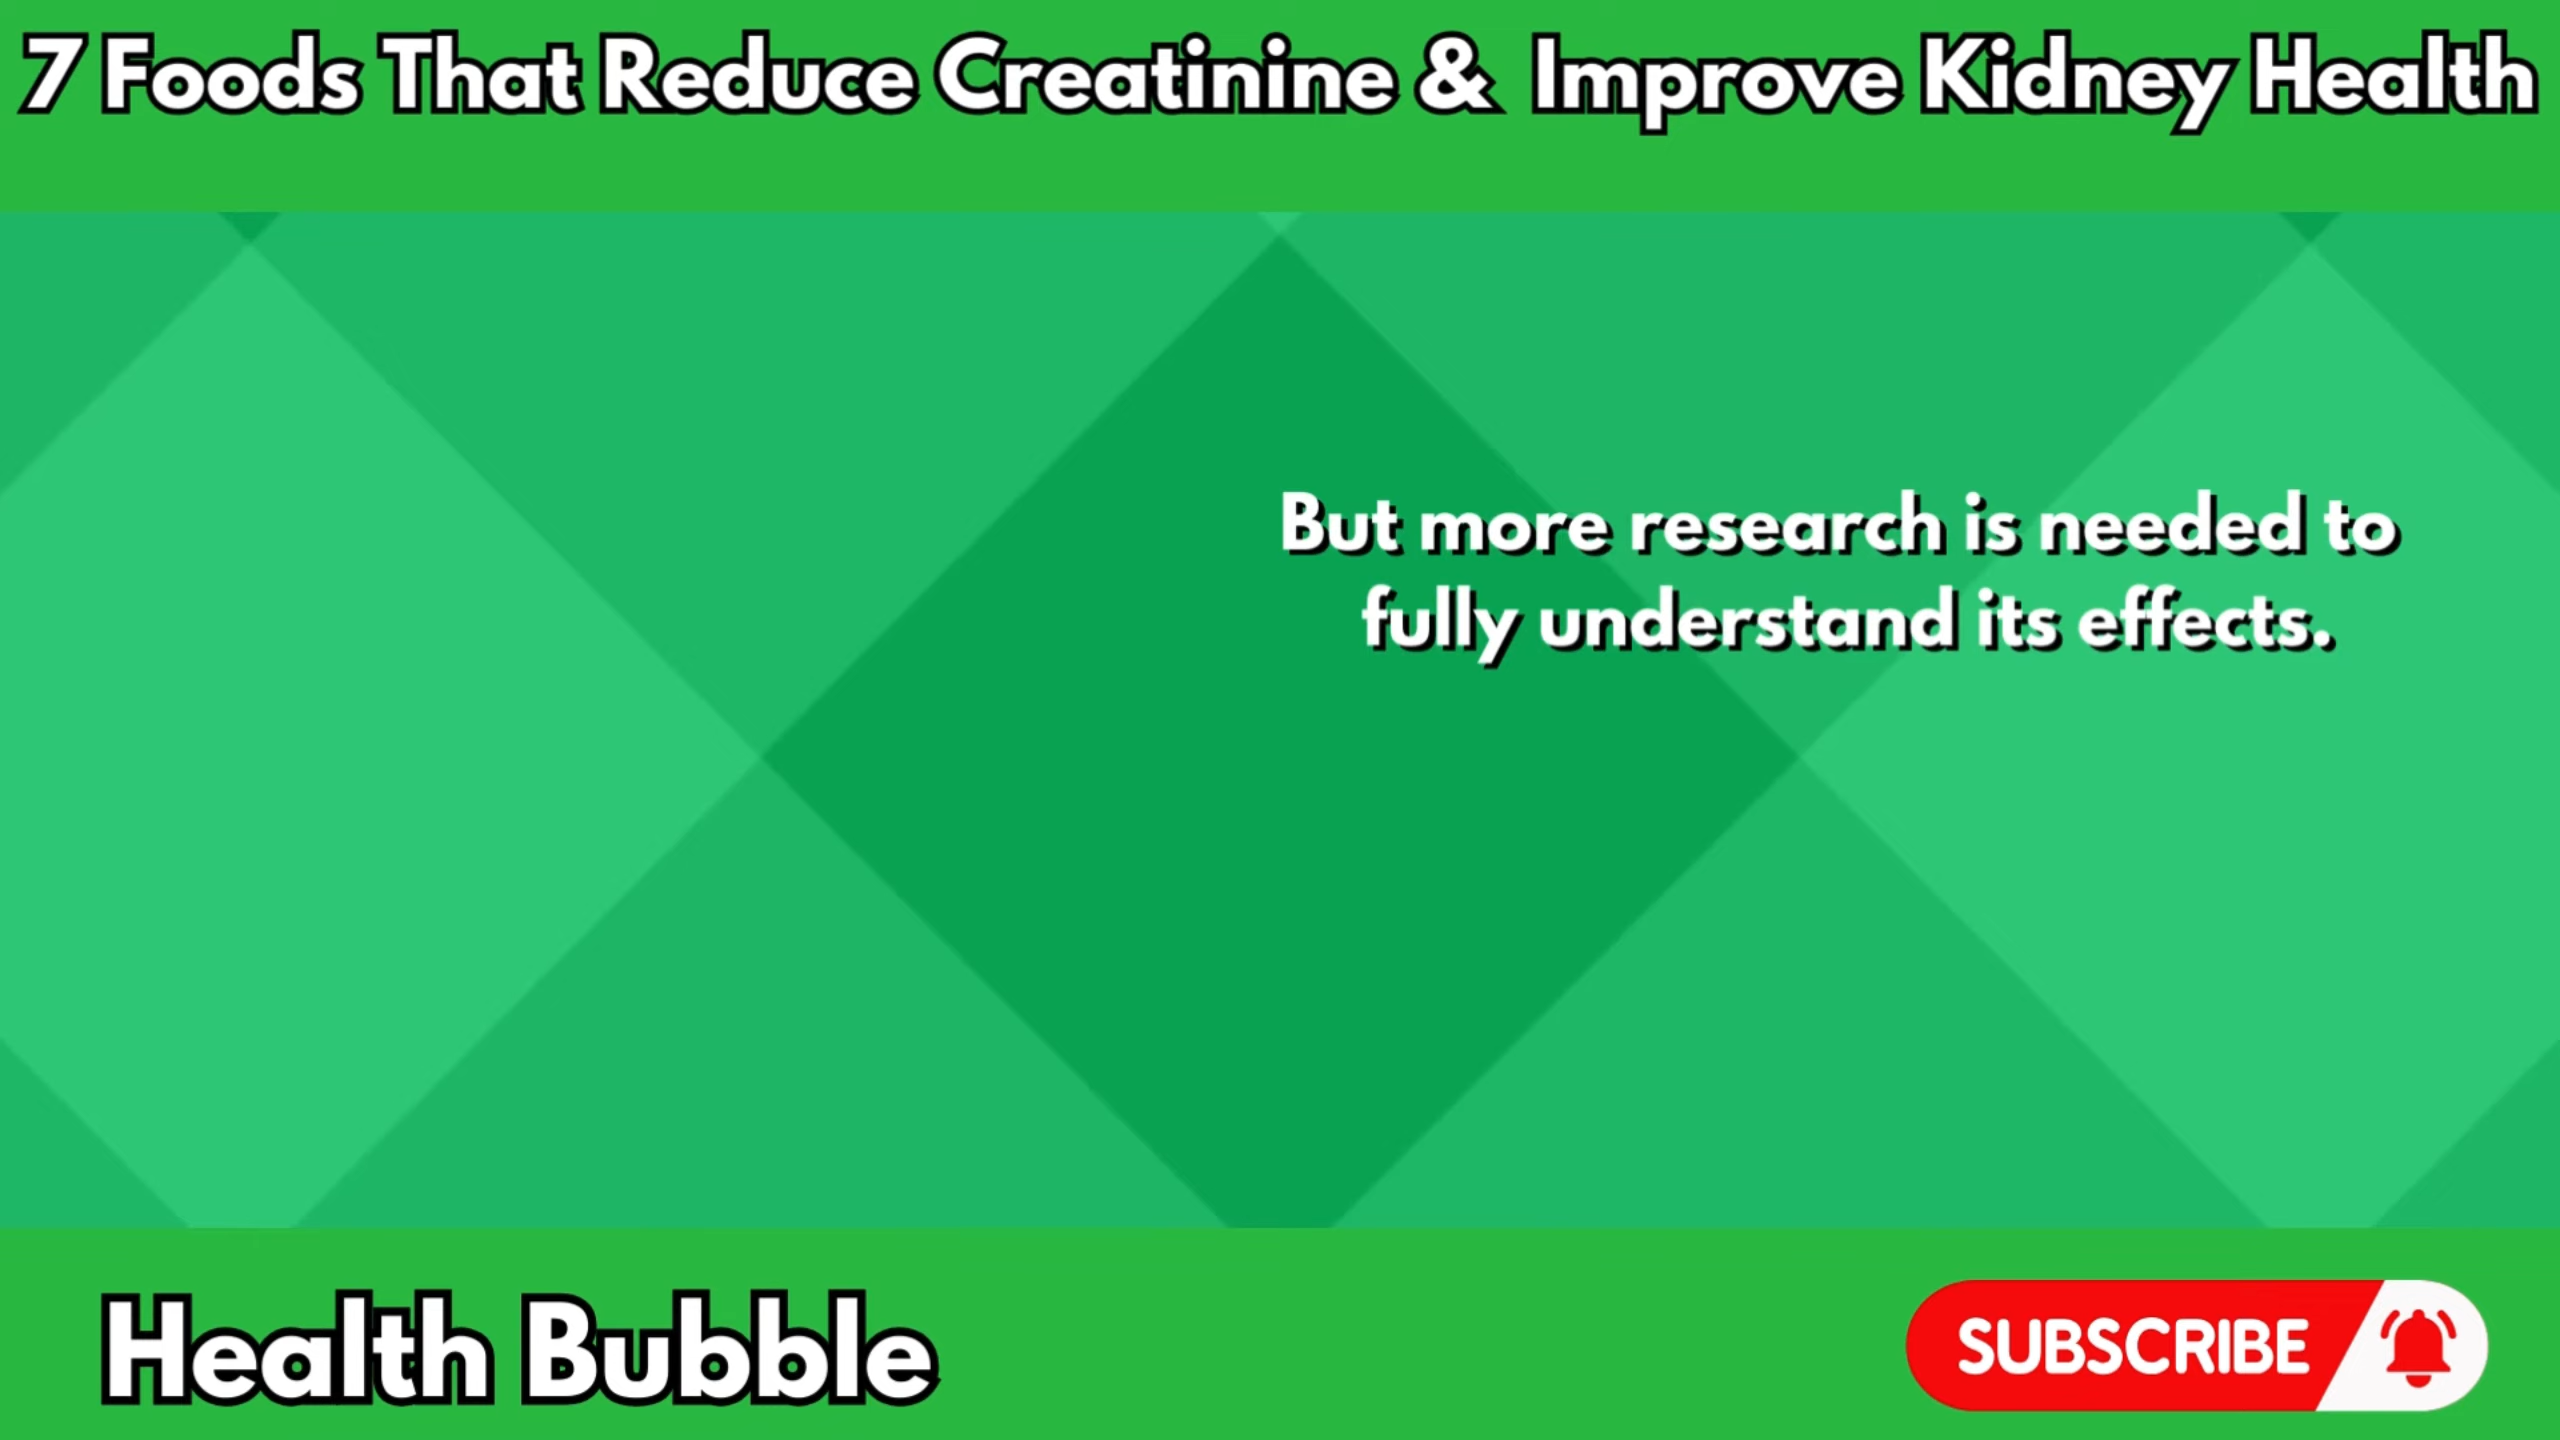 7 Foods That Reduce Creatinine & Improve Kidney Health
But more research is needed to
fully understand its effects.
Health Bubble
SUBSCRIBE